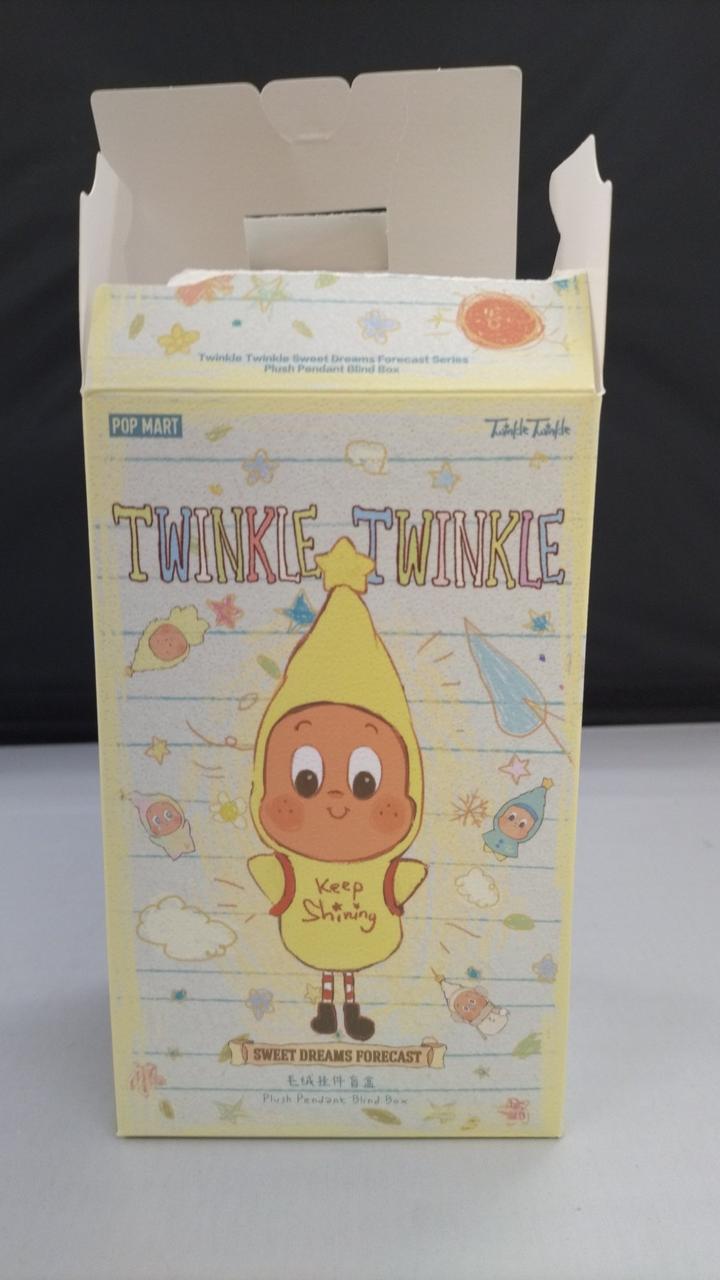 Twinkle Twinkle Sweet Dreams Forecast Series
Plush Pendant Blind Box
POP MART
Twinkle Twinkle
TWINKLE TWINKLE
Keep
Shining
SWEET DREAMS FORECAST
毛绒挂件盲盒
Plush Pendant Blind Box